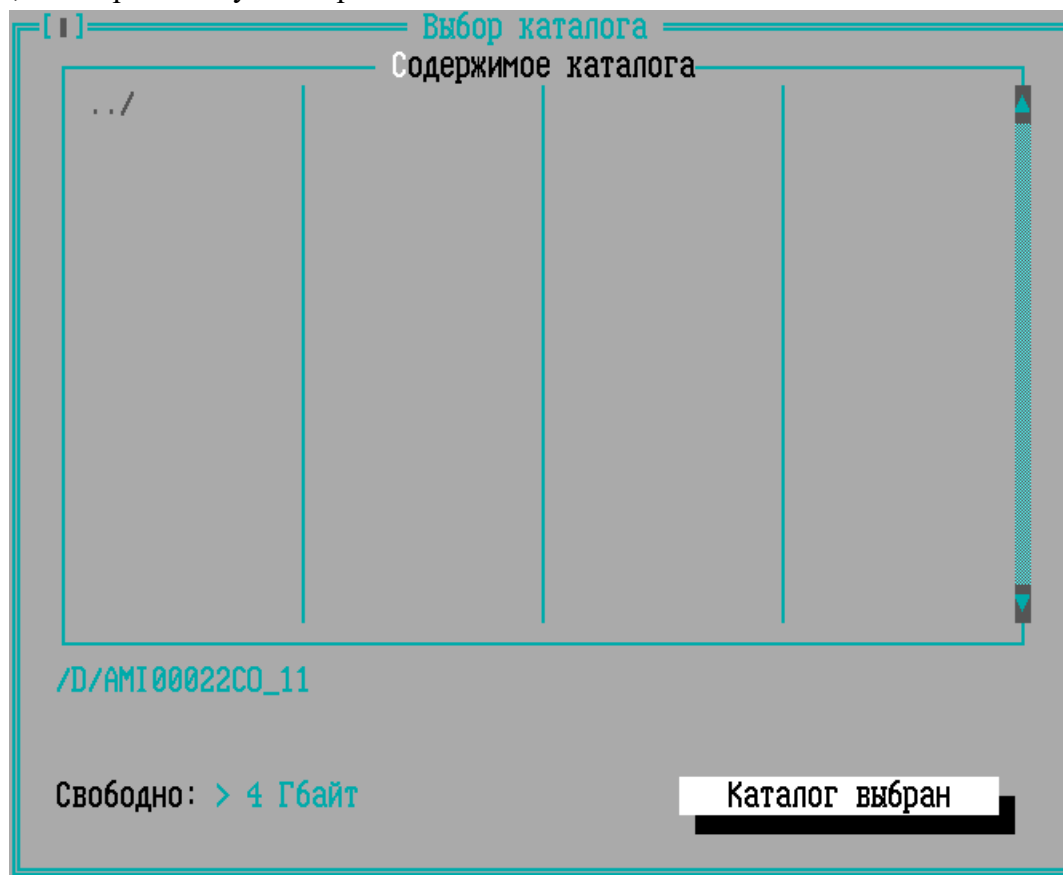 [▮] Выбор каталога
Содержимое каталога
../
/D/AMI00022CO_11
Свободно: > 4 Гбайт
Каталог выбран